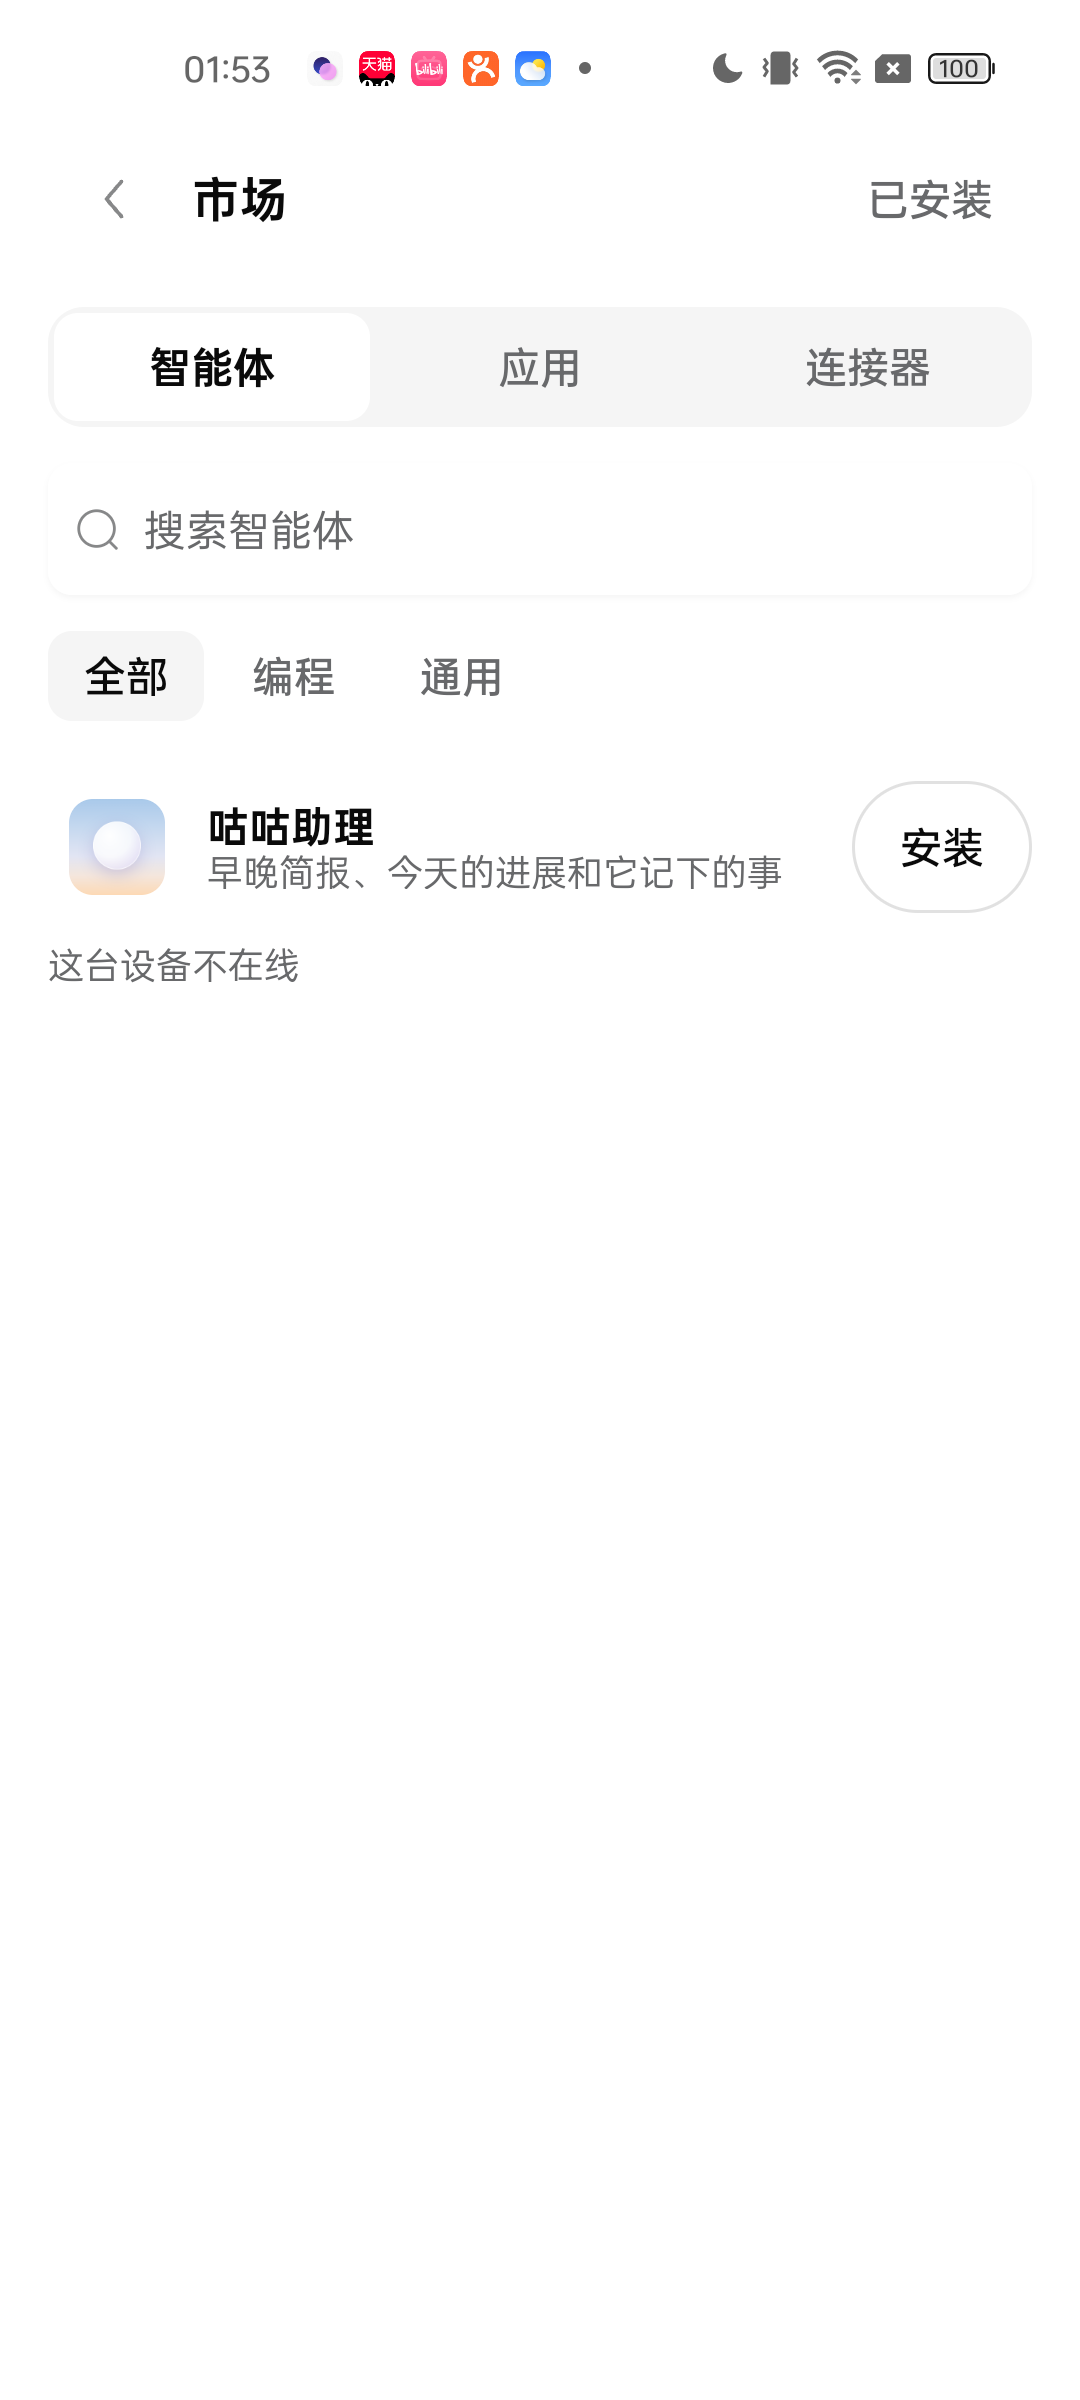 01:53
天猫
bilibili
100
市场
已安装
智能体
应用
连接器
搜索智能体
全部
编程
通用
咕咕助理
早晚简报、今天的进展和它记下的事
安装
这台设备不在线